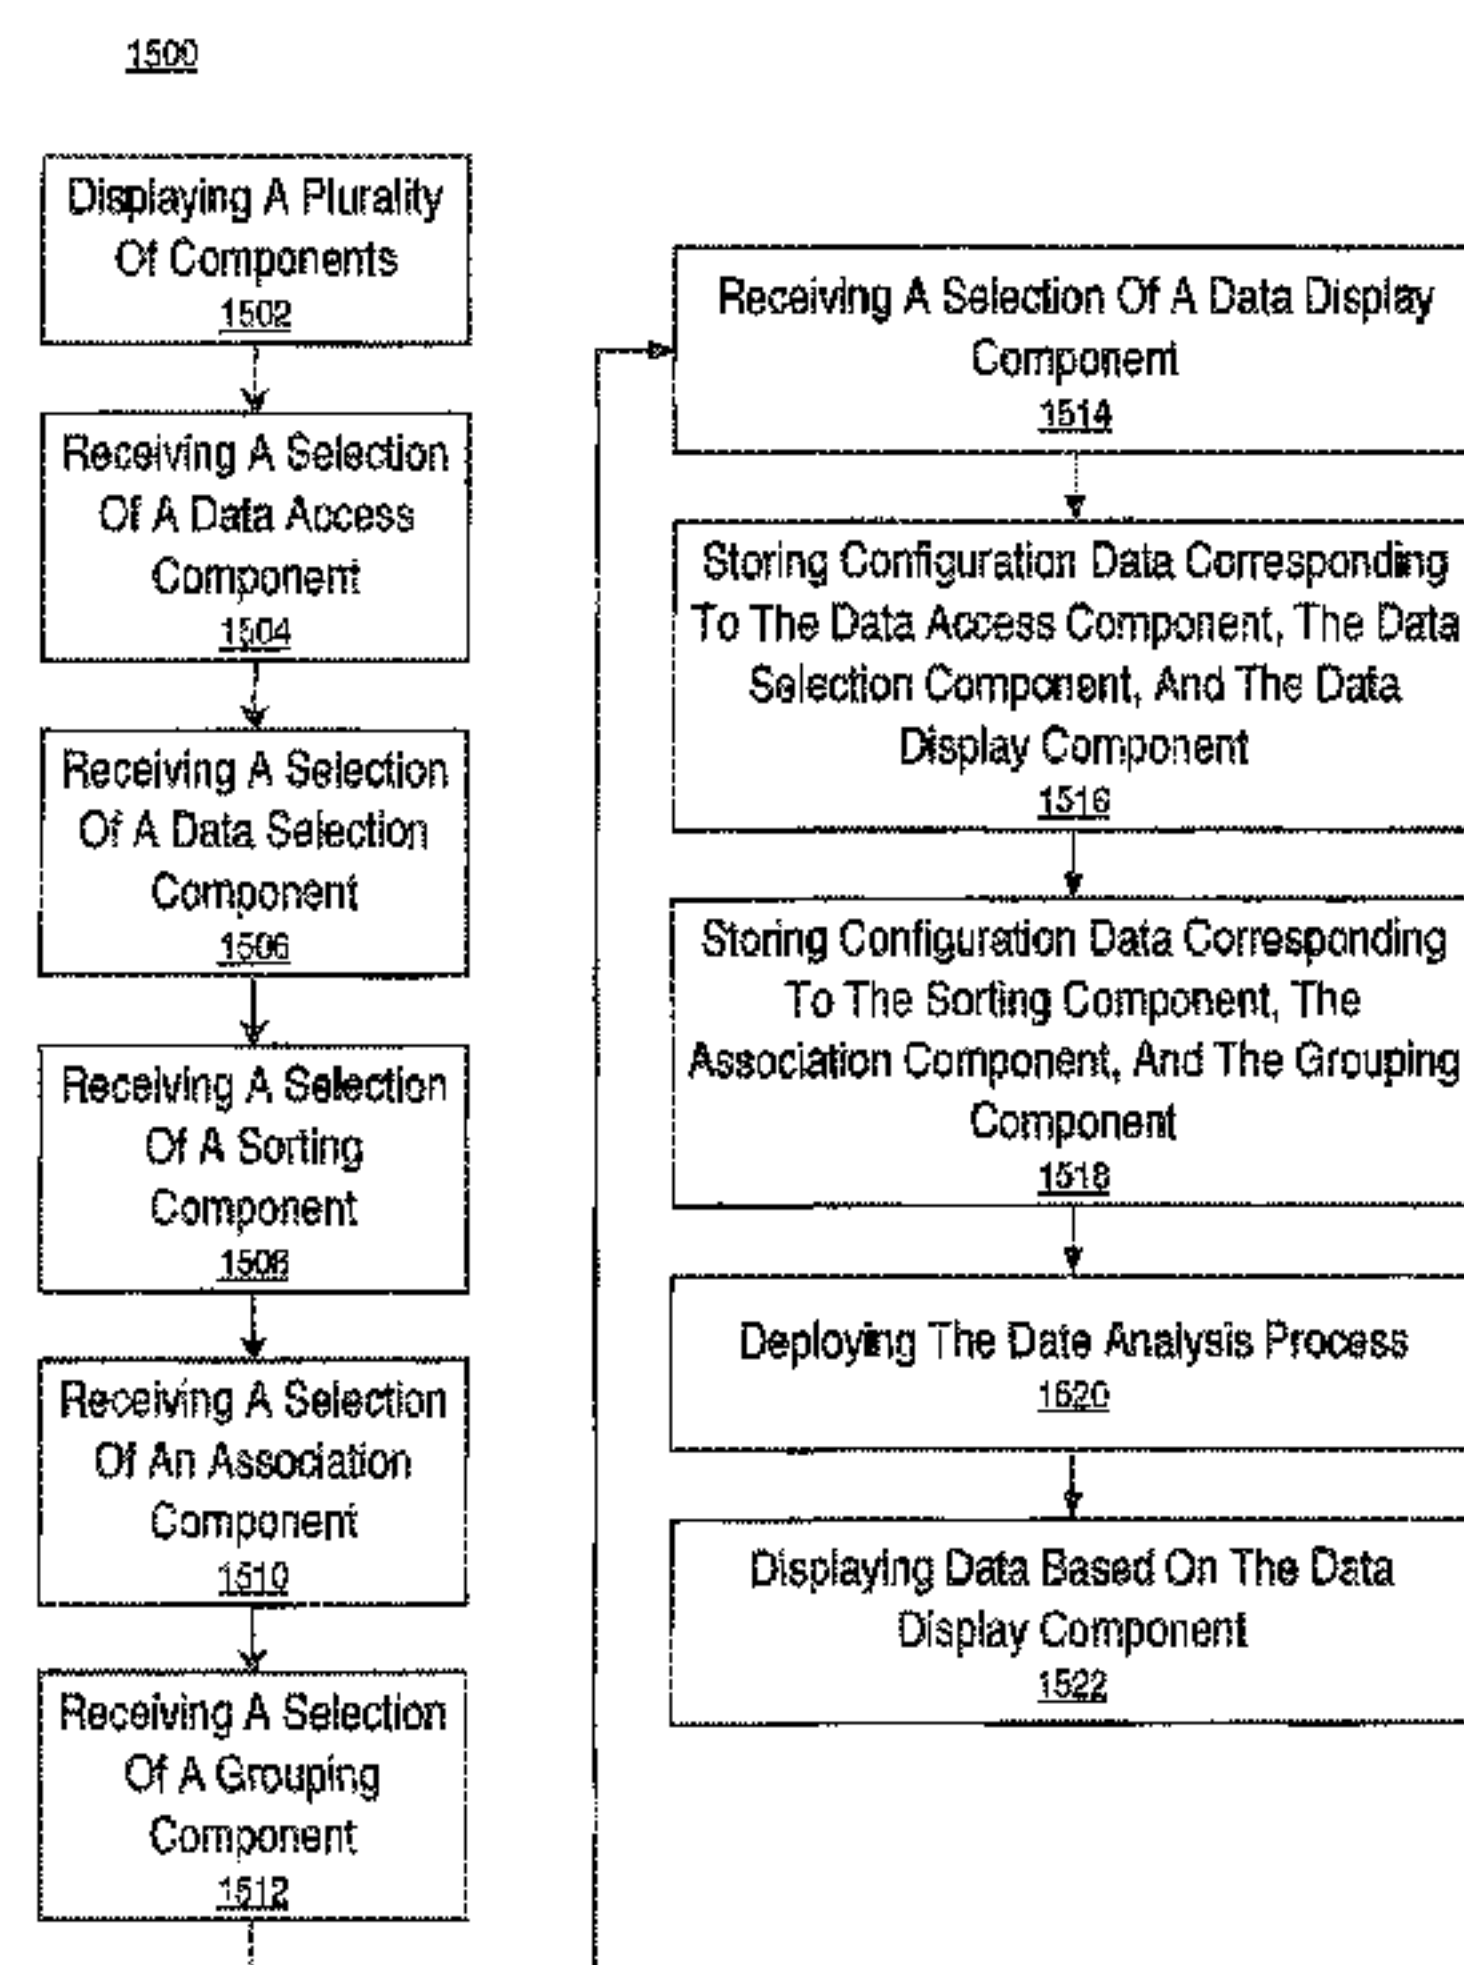 1500
Displaying A Plurality
Of Components
1502
Receiving A Selection
Of A Data Access
Component
1504
Receiving A Selection
Of A Data Selection
Component
1506
Receiving A Selection
Of A Sorting
Component
1508
Receiving A Selection
Of An Association
Component
1510
Receiving A Selection
Of A Grouping
Component
1512
Receiving A Selection Of A Data Display
Component
1514
Storing Configuration Data Corresponding
To The Data Access Component, The Data
Selection Component, And The Data
Display Component
1516
Storing Configuration Data Corresponding
To The Sorting Component, The
Association Component, And The Grouping
Component
1518
Deploying The Date Analysis Process
1520
Displaying Data Based On The Data
Display Component
1522